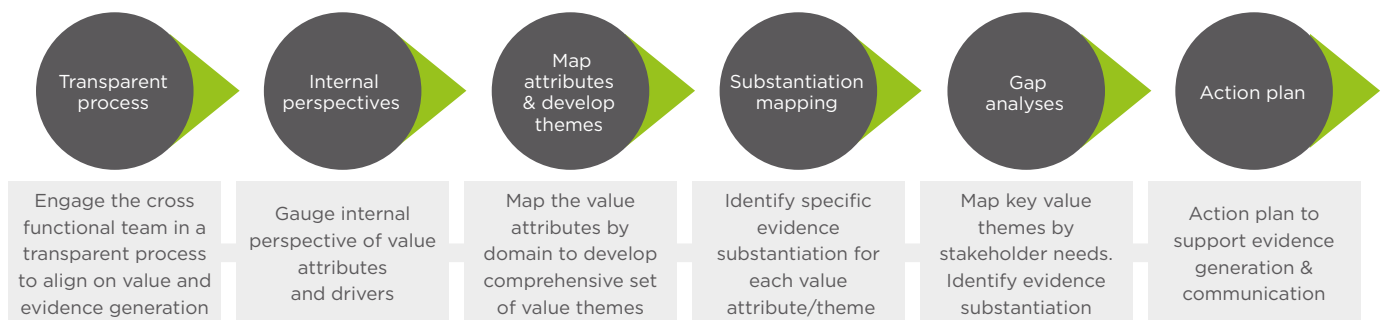 Transparent
process
Internal
perspectives
Map
attributes
& develop
themes
Substantiation
mapping
Gap
analyses
Action plan
Engage the cross
functional team in a
transparent process
to align on value and
evidence generation
Gauge internal
perspective of value
attributes
and drivers
Map the value
attributes by
domain to develop
comprehensive set
of value themes
Identify specific
evidence
substantiation for
each value
attribute/theme
Map key value
themes by
stakeholder needs.
Identify evidence
substantiation
Action plan to
support evidence
generation &
communication